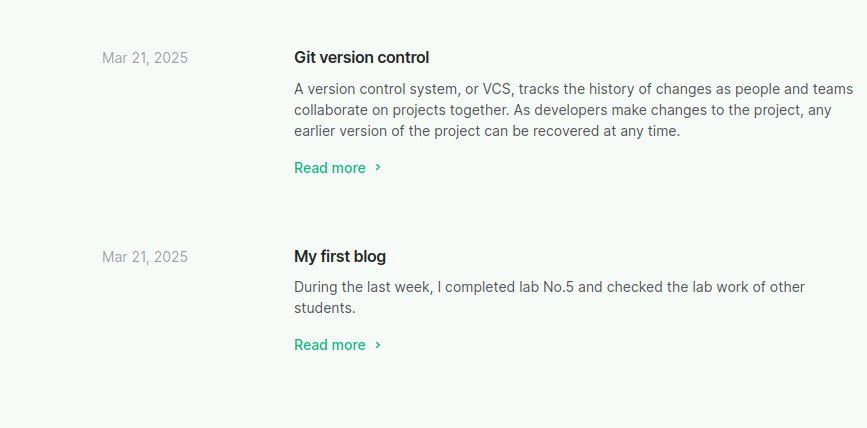 Mar 21, 2025
Git version control
A version control system, or VCS, tracks the history of changes as people and teams
collaborate on projects together. As developers make changes to the project, any
earlier version of the project can be recovered at any time.
Read more
Mar 21, 2025
My first blog
During the last week, I completed lab No.5 and checked the lab work of other
students.
Read more